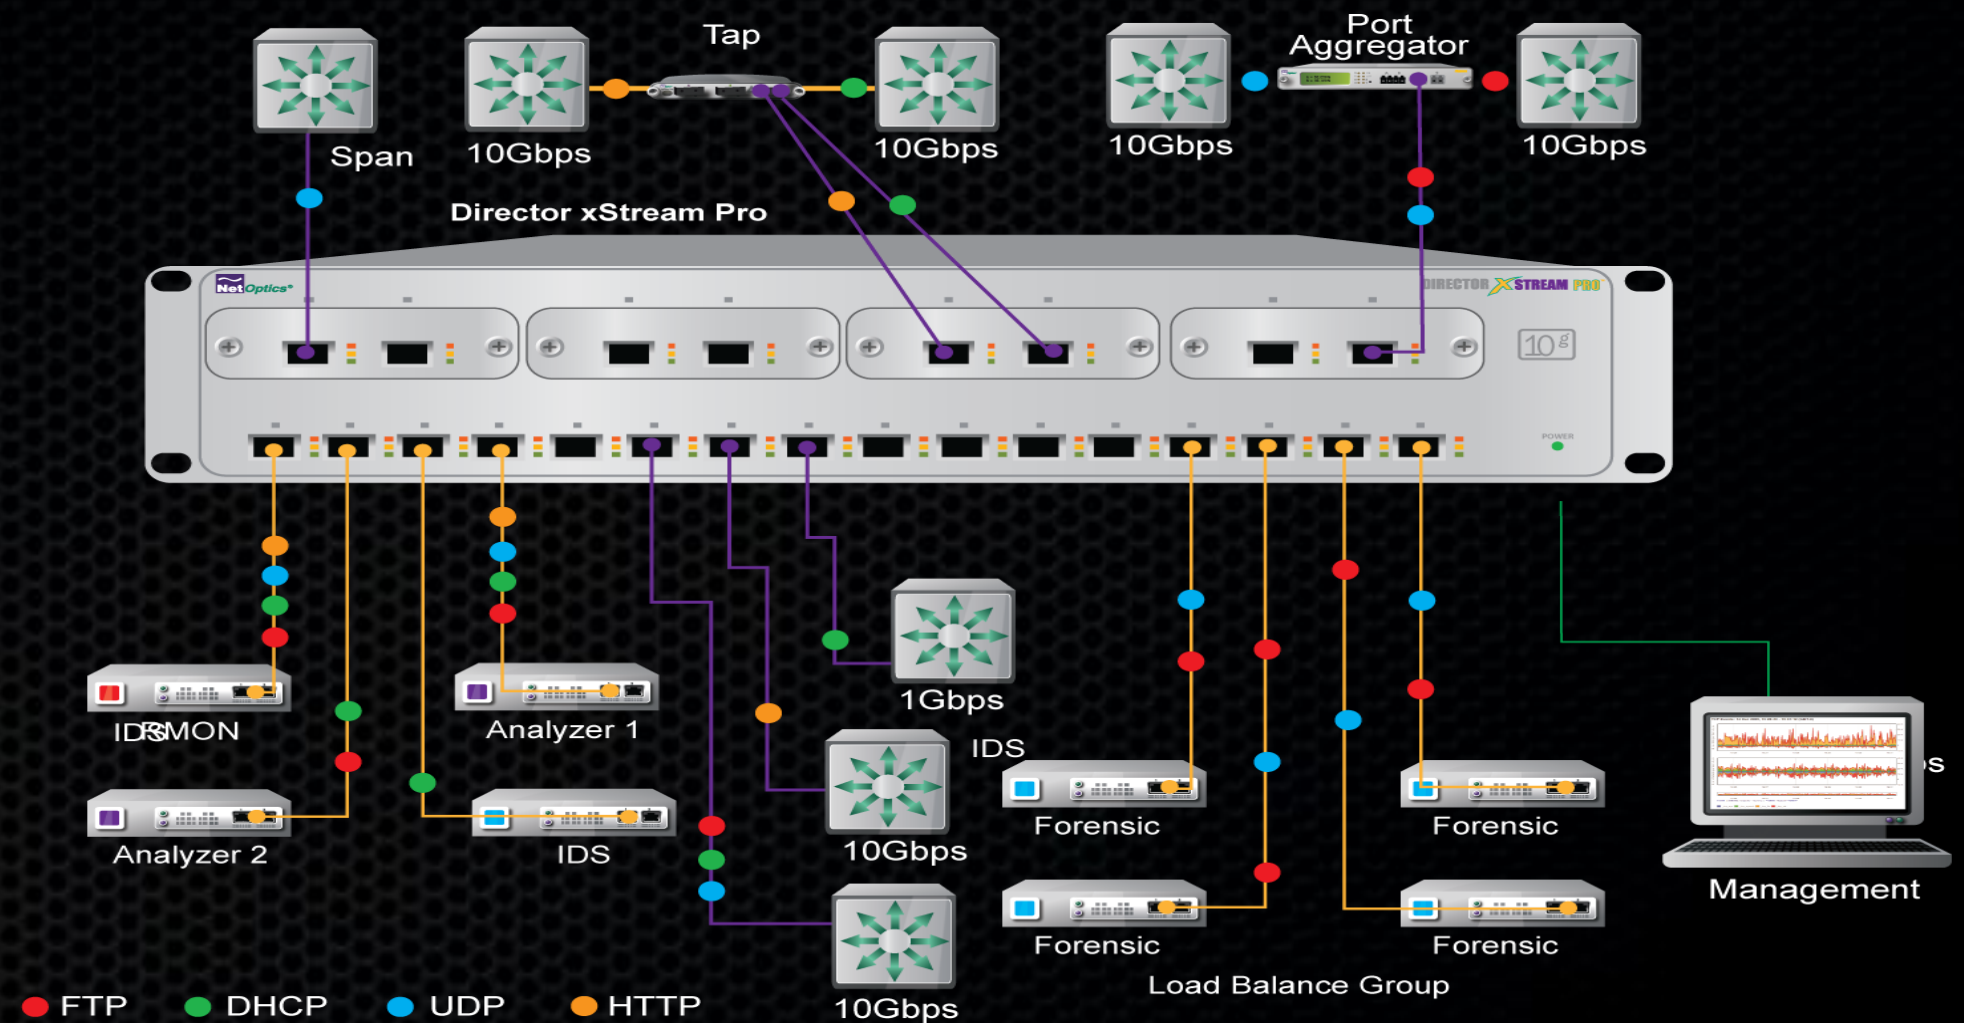 Tap
Port
Aggregator
Span
10Gbps
10Gbps
10Gbps
10Gbps
Director xStream Pro
NetOptics
DIRECTOR XSTREAM PRO
10g
POWER
1Gbps
IDS
RMON
Analyzer 1
IDS
10Gbps
Forensic
Forensic
Analyzer 2
IDS
Management
Forensic
Forensic
Load Balance Group
10Gbps
FTP
DHCP
UDP
HTTP